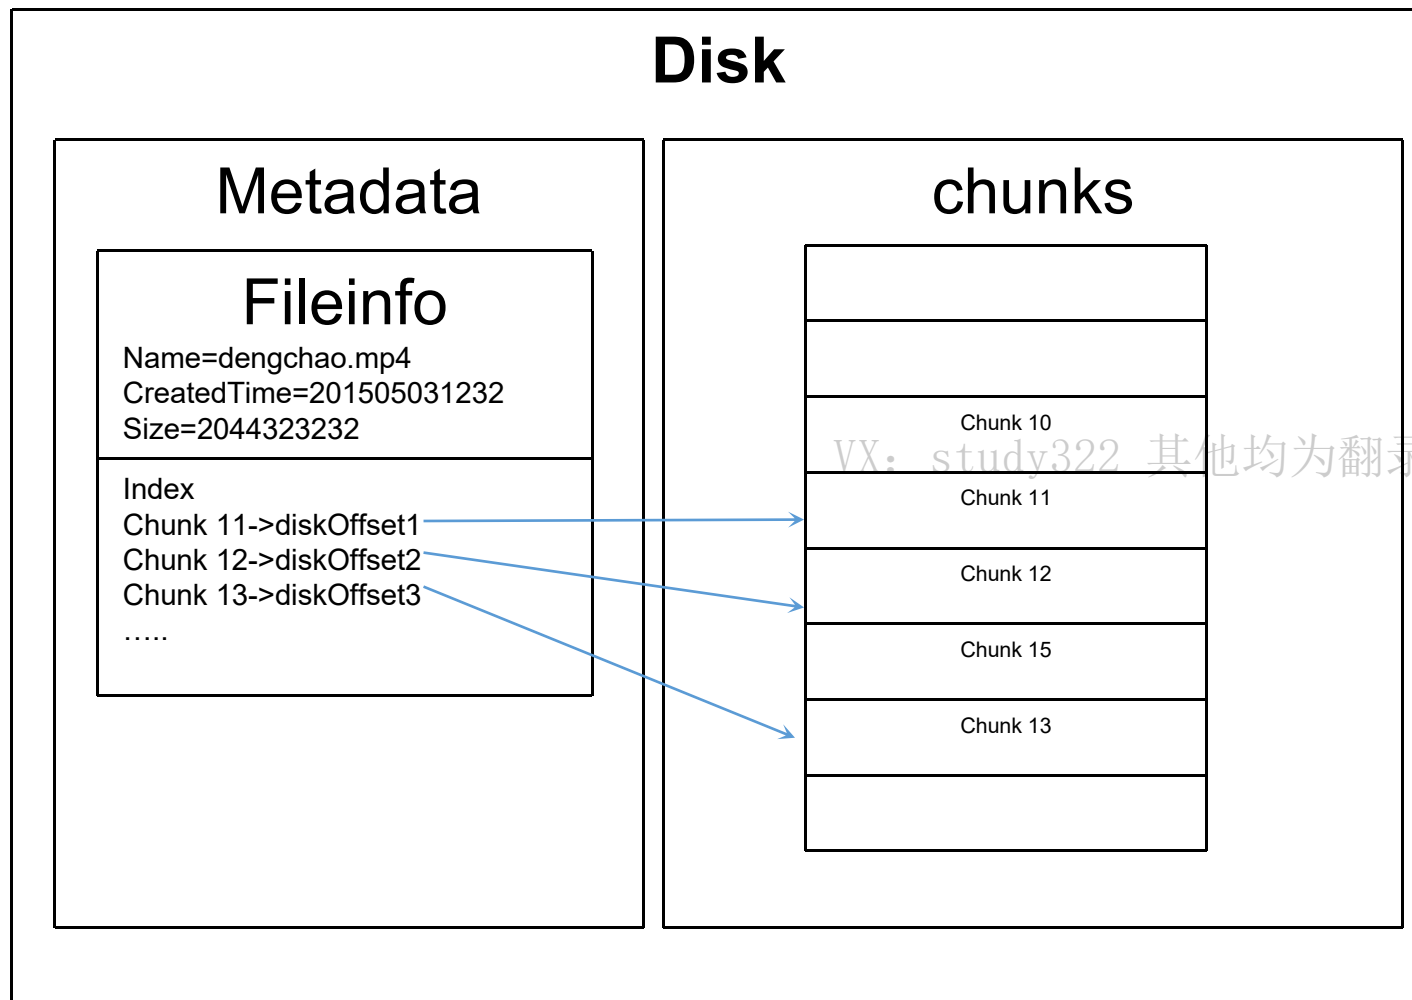 Disk
Metadata
Fileinfo
Name=dengchao.mp4
CreatedTime=201505031232
Size=2044323232
Index
Chunk 11->diskOffset1
Chunk 12->diskOffset2
Chunk 13->diskOffset3
.....
chunks
Chunk 10
VX: study322 其他均为翻录
Chunk 11
Chunk 12
Chunk 15
Chunk 13